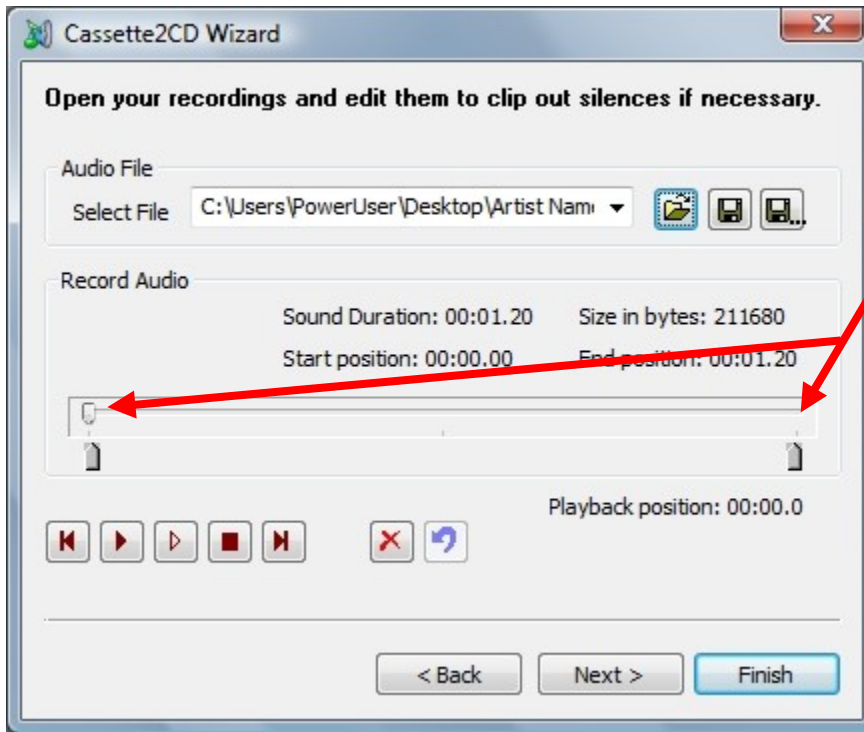 Cassette2CD Wizard
Open your recordings and edit them to clip out silences if necessary.
Audio File
Select File C:\Users\PowerUser\Desktop\Artist Nam
Record Audio
Sound Duration: 00:01.20 Size in bytes: 211680
Start position: 00:00.00 End position: 00:01.20
Playback position: 00:00.0
< Back Next > Finish